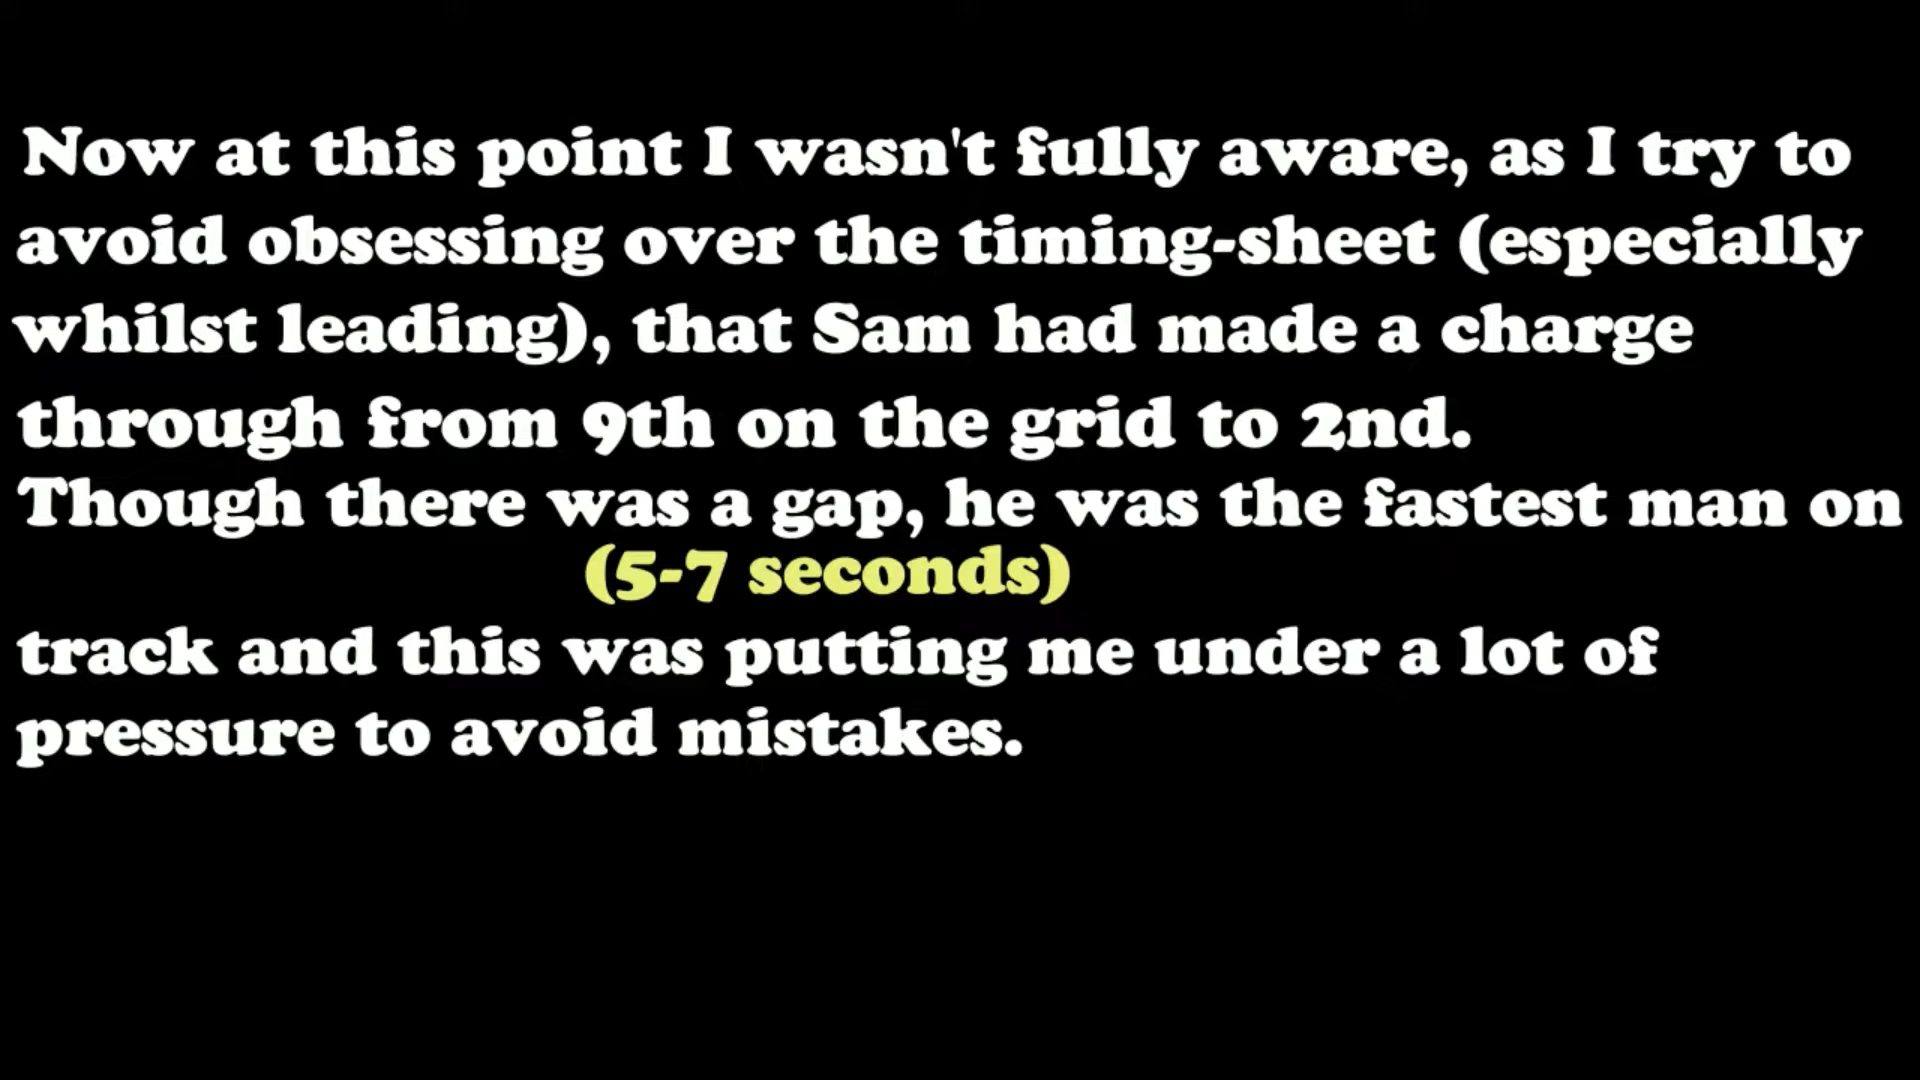 Now at this point I wasn't fully aware, as I try to
avoid obsessing over the timing-sheet (especially
whilst leading), that Sam had made a charge
through from 9th on the grid to 2nd.
Though there was a gap, he was the fastest man on
(5-7 seconds)
track and this was putting me under a lot of
pressure to avoid mistakes.